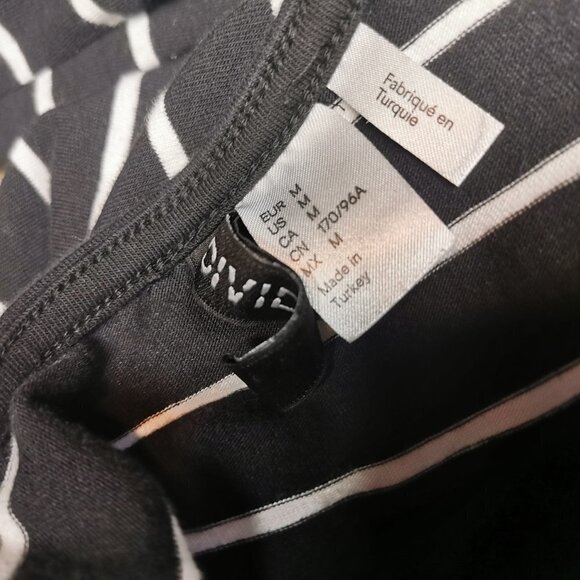 Fabriqué en
Turquie
EUR M
US M
CA M
CN 170/96A
MX M
Made in
Turkey